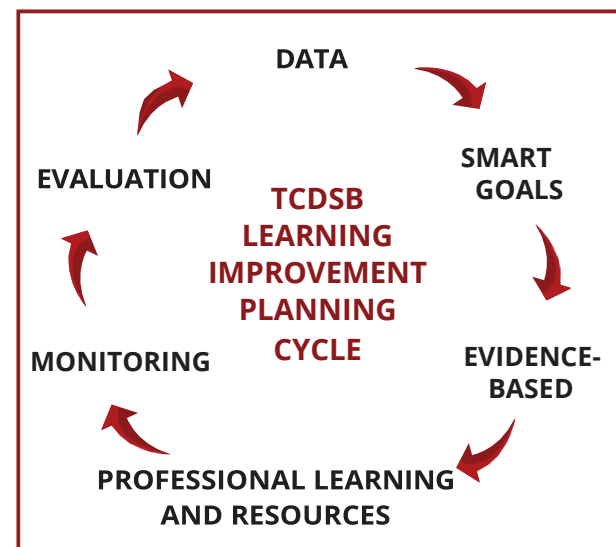 DATA
SMART
GOALS
EVIDENCE-
BASED
PROFESSIONAL LEARNING
AND RESOURCES
MONITORING
EVALUATION
TCDSB
LEARNING
IMPROVEMENT
PLANNING
CYCLE